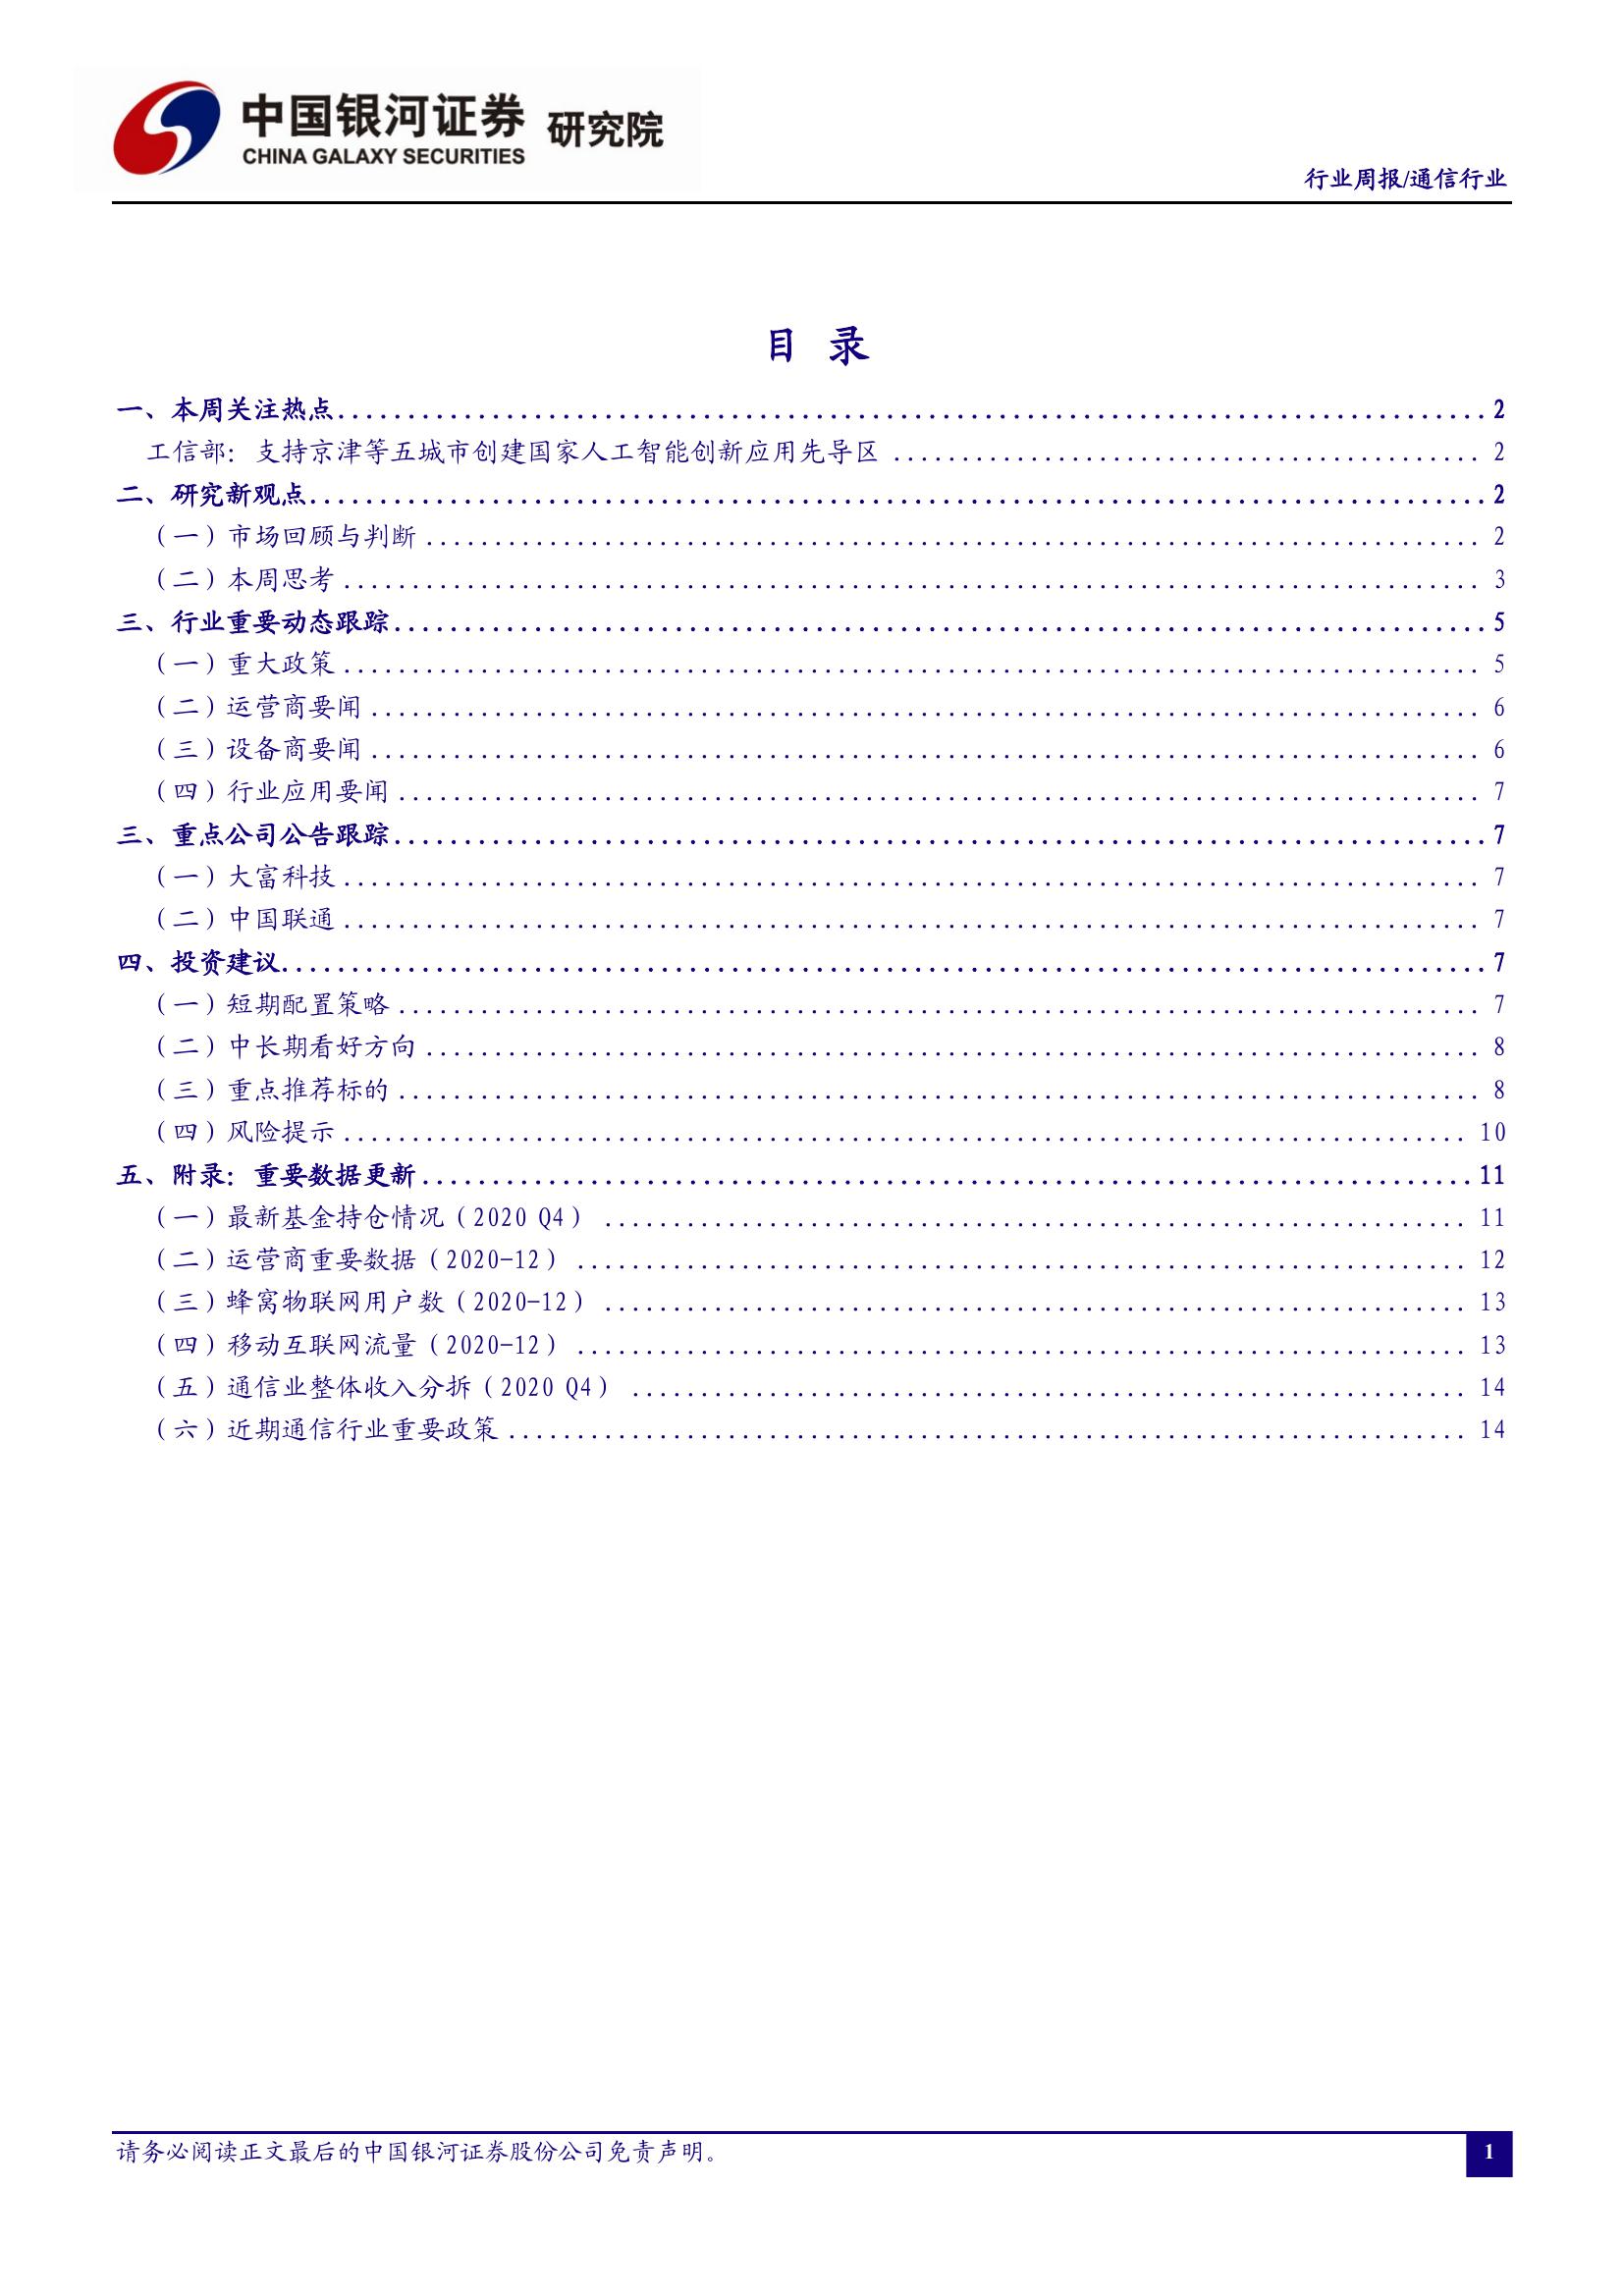 中国银河证券 研究院
CHINA GALAXY SECURITIES
行业周报/通信行业
目 录
一、本周关注热点 2
工信部：支持京津等五城市创建国家人工智能创新应用先导区 2
二、研究新观点 2
（一）市场回顾与判断 2
（二）本周思考 3
三、行业重要动态跟踪 5
（一）重大政策 5
（二）运营商要闻 6
（三）设备商要闻 6
（四）行业应用要闻 7
三、重点公司公告跟踪 7
（一）大富科技 7
（二）中国联通 7
四、投资建议 7
（一）短期配置策略 7
（二）中长期看好方向 8
（三）重点推荐标的 8
（四）风险提示 10
五、附录：重要数据更新 11
（一）最新基金持仓情况（2020 Q4） 11
（二）运营商重要数据（2020-12） 12
（三）蜂窝物联网用户数（2020-12） 13
（四）移动互联网流量（2020-12） 13
（五）通信业整体收入分拆（2020 Q4） 14
（六）近期通信行业重要政策 14
请务必阅读正文最后的中国银河证券股份公司免责声明。
1